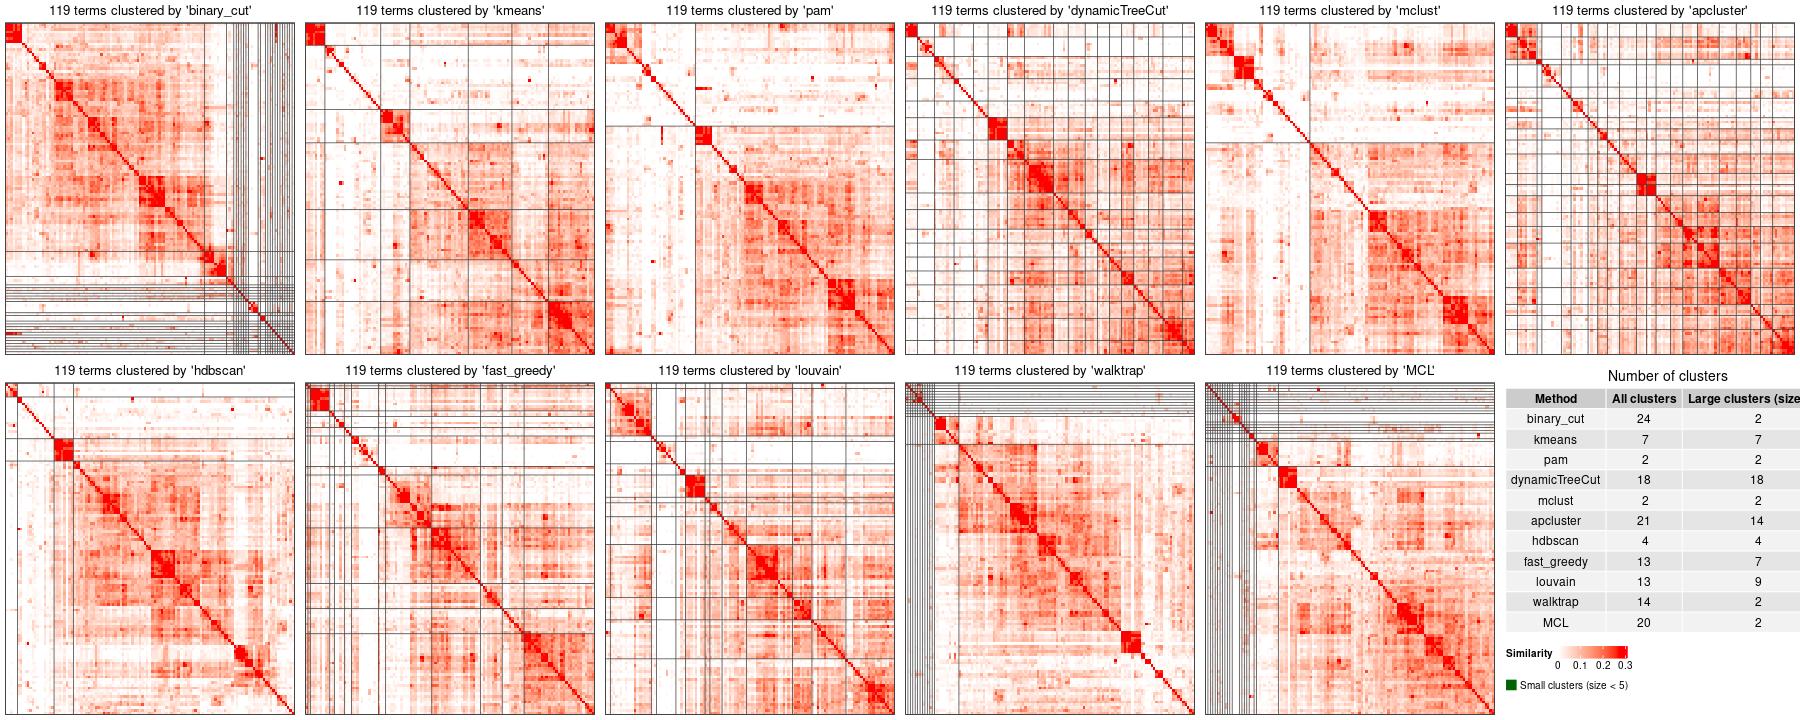 119 terms clustered by 'binary_cut'
119 terms clustered by 'kmeans'
119 terms clustered by 'pam'
119 terms clustered by 'dynamicTreeCut'
119 terms clustered by 'mclust'
119 terms clustered by 'apcluster'
119 terms clustered by 'hdbscan'
119 terms clustered by 'fast_greedy'
119 terms clustered by 'louvain'
119 terms clustered by 'walktrap'
119 terms clustered by 'MCL'
Number of clusters
Method All clusters Large clusters (size
binary_cut 24 2
kmeans 7 7
pam 2 2
dynamicTreeCut 18 18
mclust 2 2
apcluster 21 14
hdbscan 4 4
fast_greedy 13 7
louvain 13 9
walktrap 14 2
MCL 20 2
Similarity
0 0.1 0.2 0.3
Small clusters (size < 5)